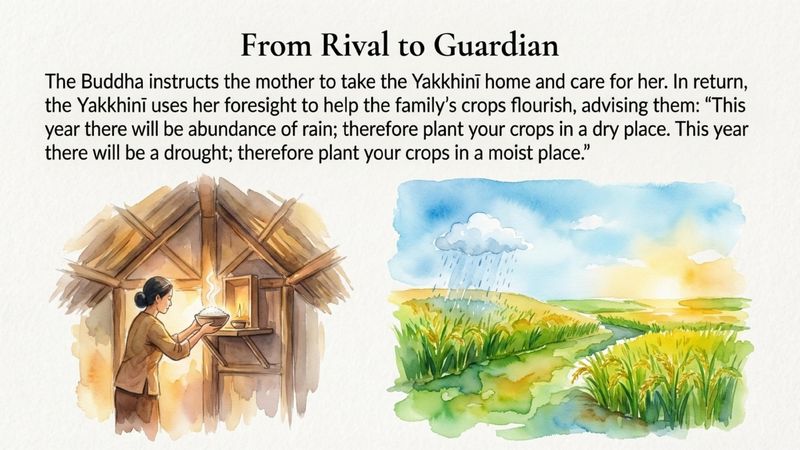 From Rival to Guardian
The Buddha instructs the mother to take the Yakkhinī home and care for her. In return,
the Yakkhinī uses her foresight to help the family’s crops flourish, advising them: “This
year there will be abundance of rain; therefore plant your crops in a dry place. This year
there will be a drought; therefore plant your crops in a moist place.”